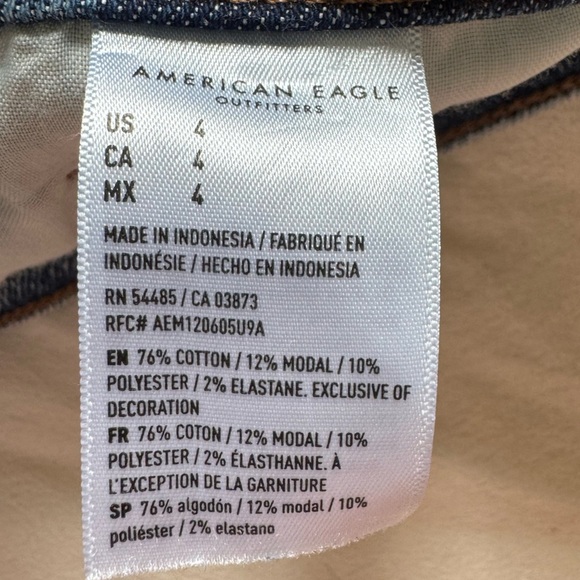 AMERICAN EAGLE
OUTFITTERS
US 4
CA 4
MX 4
MADE IN INDONESIA / FABRIQUÉ EN
INDONÉSIE / HECHO EN INDONESIA
RN 54485 / CA 03873
RFC# AEM120605U9A
EN 76% COTTON / 12% MODAL / 10%
POLYESTER / 2% ELASTANE. EXCLUSIVE OF
DECORATION
FR 76% COTON / 12% MODAL / 10%
POLYESTER / 2% ÉLASTHANNE. À
L'EXCEPTION DE LA GARNITURE
SP 76% algodón / 12% modal / 10%
poliéster / 2% elastano